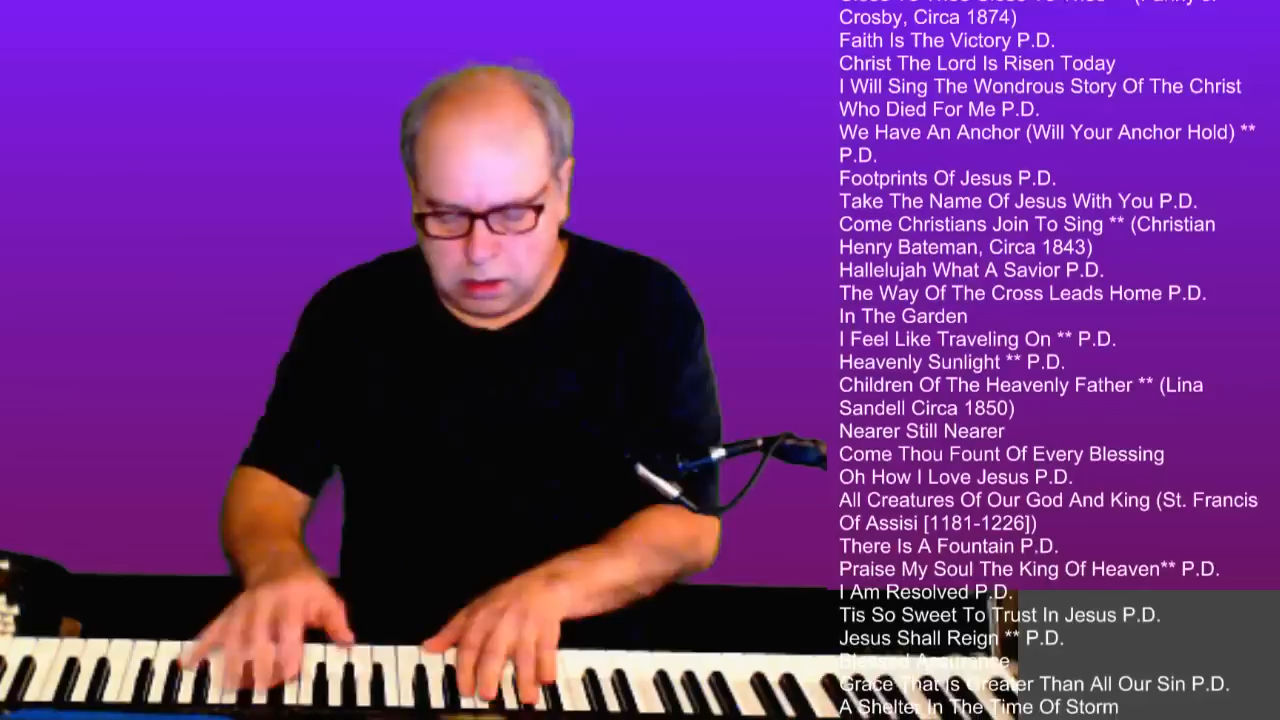 Crosby, Circa 1874)
Faith Is The Victory P.D.
Christ The Lord Is Risen Today
I Will Sing The Wondrous Story Of The Christ
Who Died For Me P.D.
We Have An Anchor (Will Your Anchor Hold) **
P.D.
Footprints Of Jesus P.D.
Take The Name Of Jesus With You P.D.
Come Christians Join To Sing ** (Christian
Henry Bateman, Circa 1843)
Hallelujah What A Savior P.D.
The Way Of The Cross Leads Home P.D.
In The Garden
I Feel Like Traveling On ** P.D.
Heavenly Sunlight ** P.D.
Children Of The Heavenly Father ** (Lina
Sandell Circa 1850)
Nearer Still Nearer
Come Thou Fount Of Every Blessing
Oh How I Love Jesus P.D.
All Creatures Of Our God And King (St. Francis
Of Assisi [1181-1226])
There Is A Fountain P.D.
Praise My Soul The King Of Heaven** P.D.
I Am Resolved P.D.
Tis So Sweet To Trust In Jesus P.D.
Jesus Shall Reign ** P.D.
Blessed Assurance
Grace That Is Greater Than All Our Sin P.D.
A Shelter In The Time Of Storm